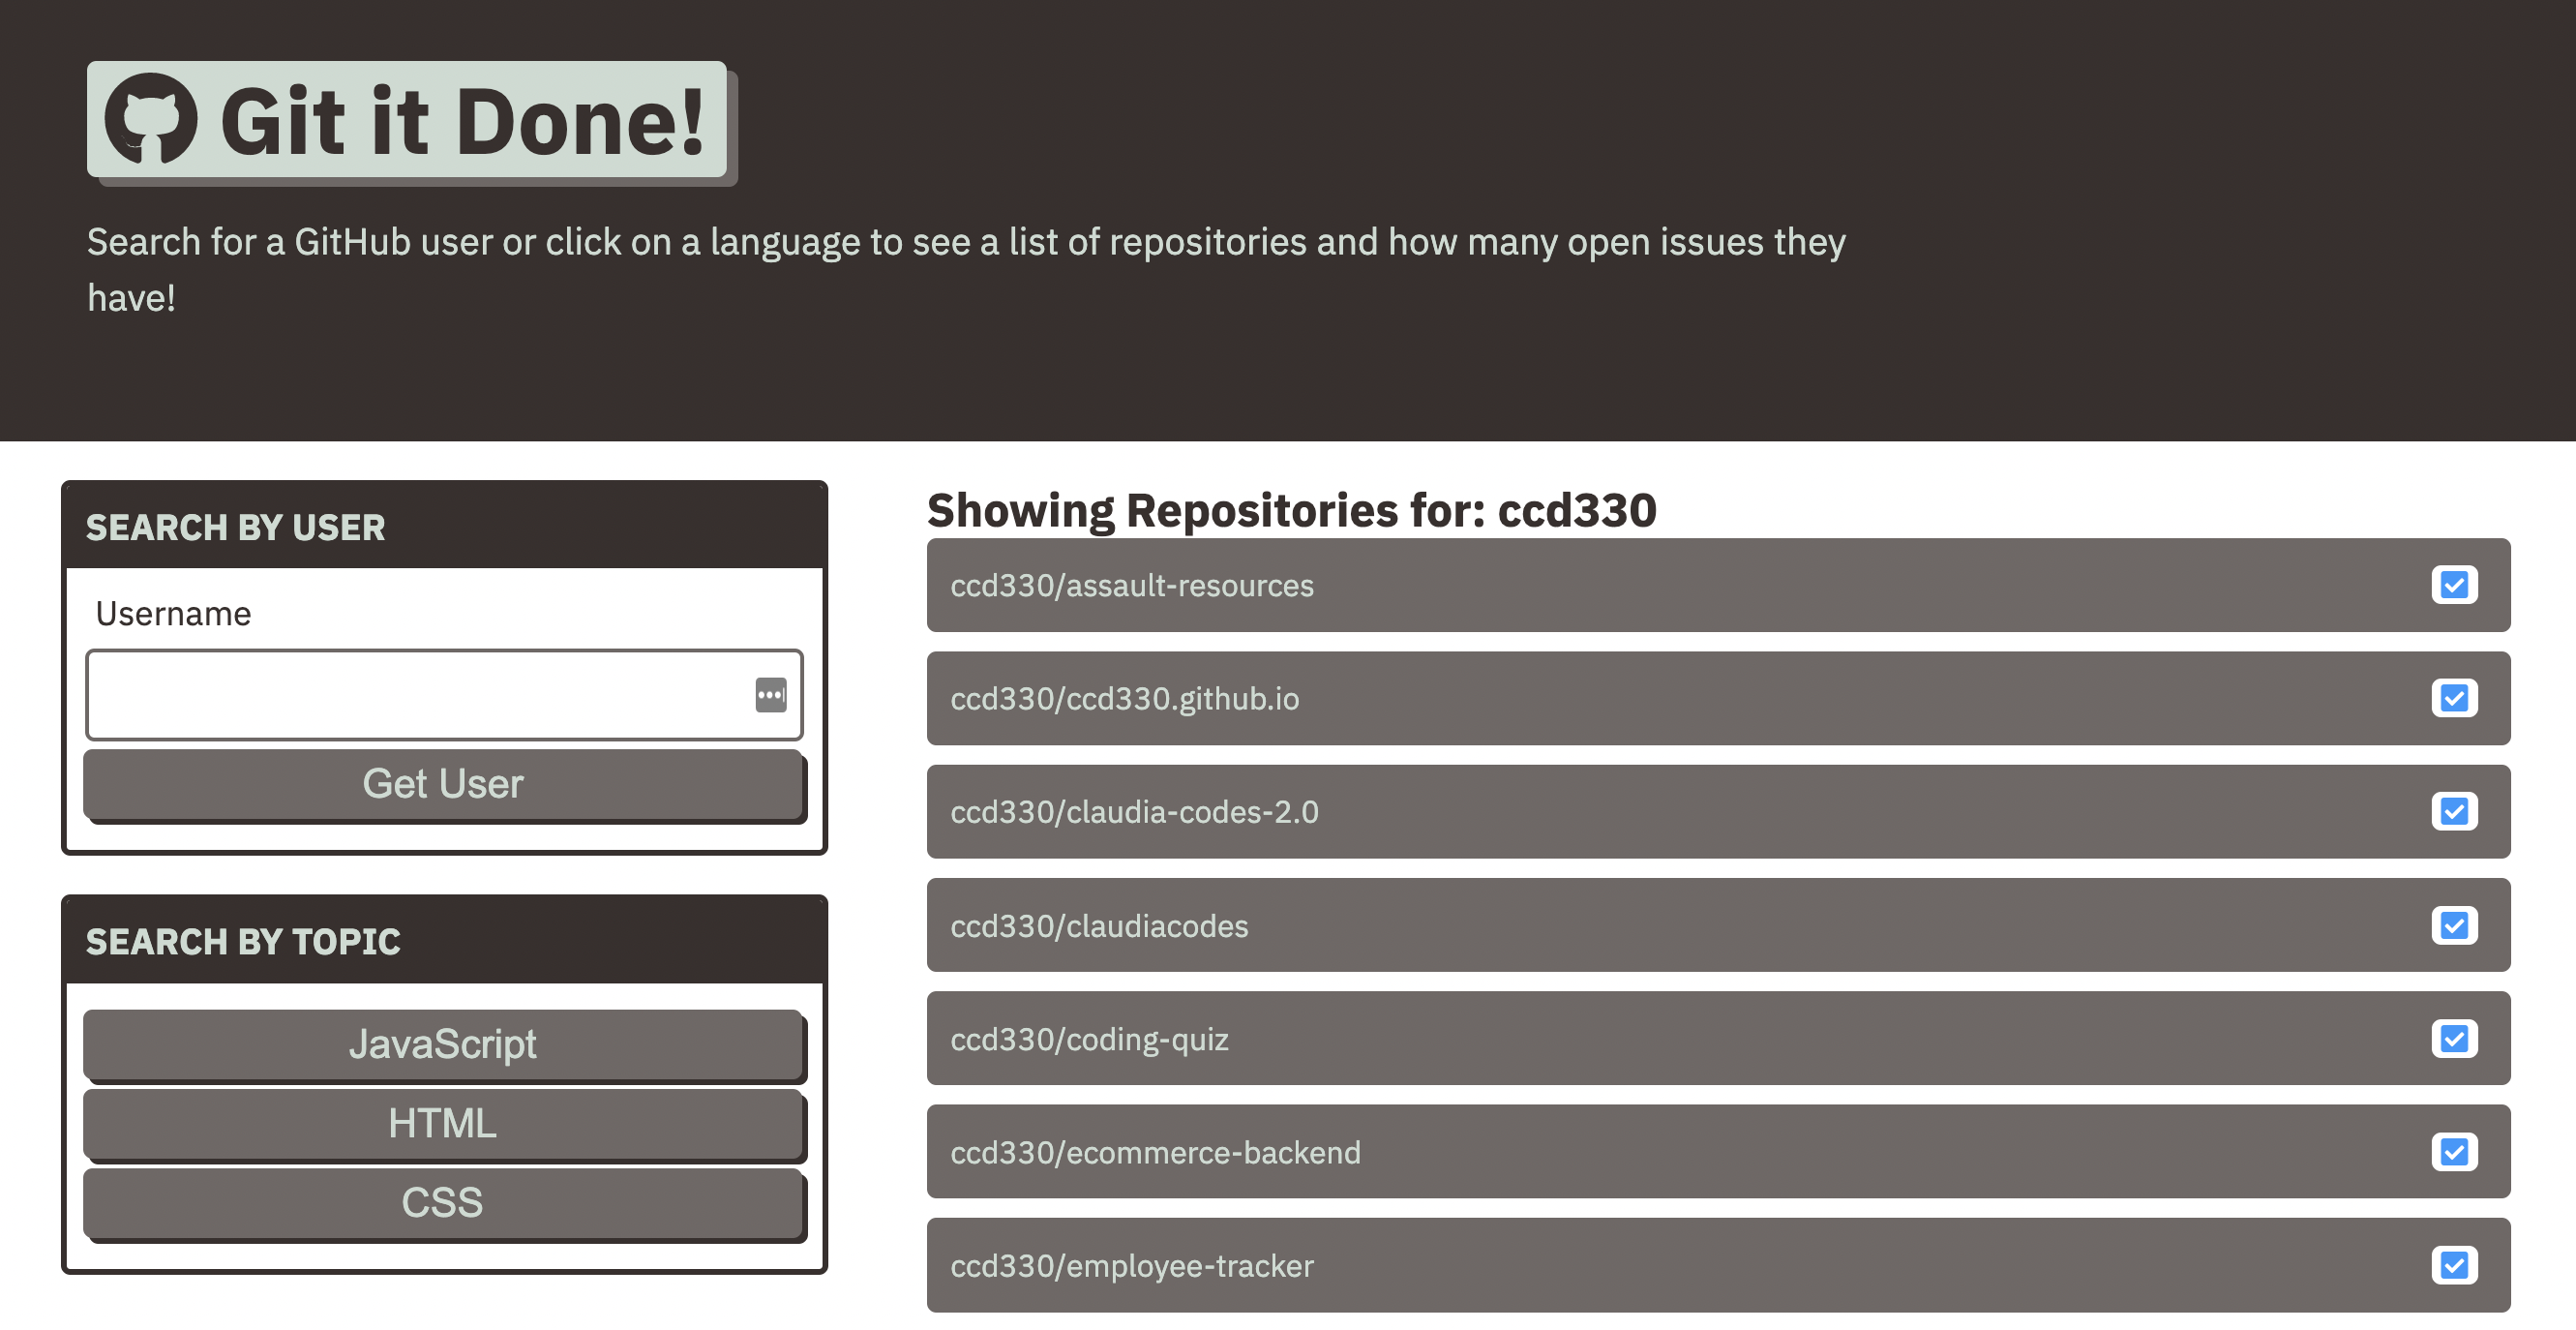 Git it Done!
Search for a GitHub user or click on a language to see a list of repositories and how many open issues they
have!
SEARCH BY USER
Username
Get User
SEARCH BY TOPIC
JavaScript
HTML
CSS
Showing Repositories for: ccd330
ccd330/assault-resources
ccd330/ccd330.github.io
ccd330/claudia-codes-2.0
ccd330/claudiacodes
ccd330/coding-quiz
ccd330/ecommerce-backend
ccd330/employee-tracker